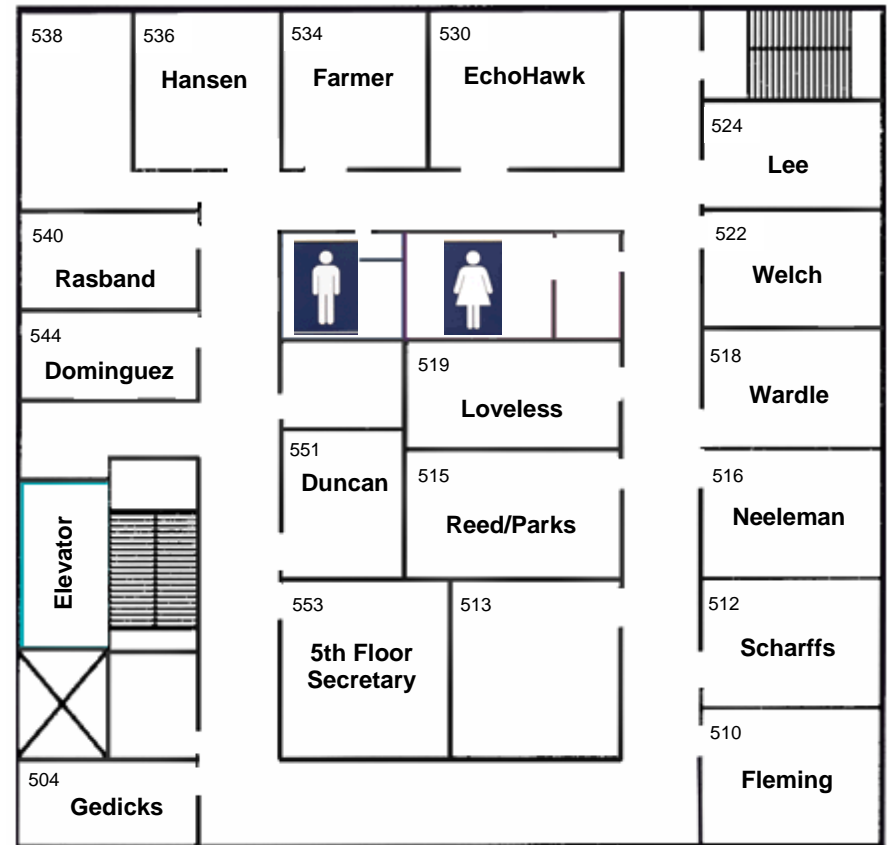 538
536
Hansen
534
Farmer
530
EchoHawk
524
Lee
540
Rasband
522
Welch
544
Dominguez
519
Loveless
518
Wardle
551
Duncan
515
Reed/Parks
516
Neeleman
Elevator
553
5th Floor
Secretary
513
512
Scharffs
510
Fleming
504
Gedicks